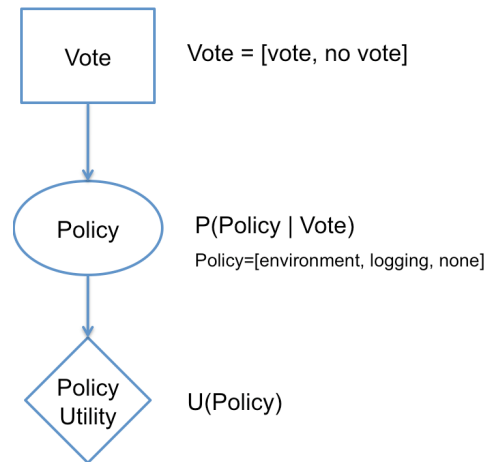 Vote
Vote = [vote, no vote]
Policy
P(Policy | Vote)
Policy=[environment, logging, none]
Policy
Utility
U(Policy)